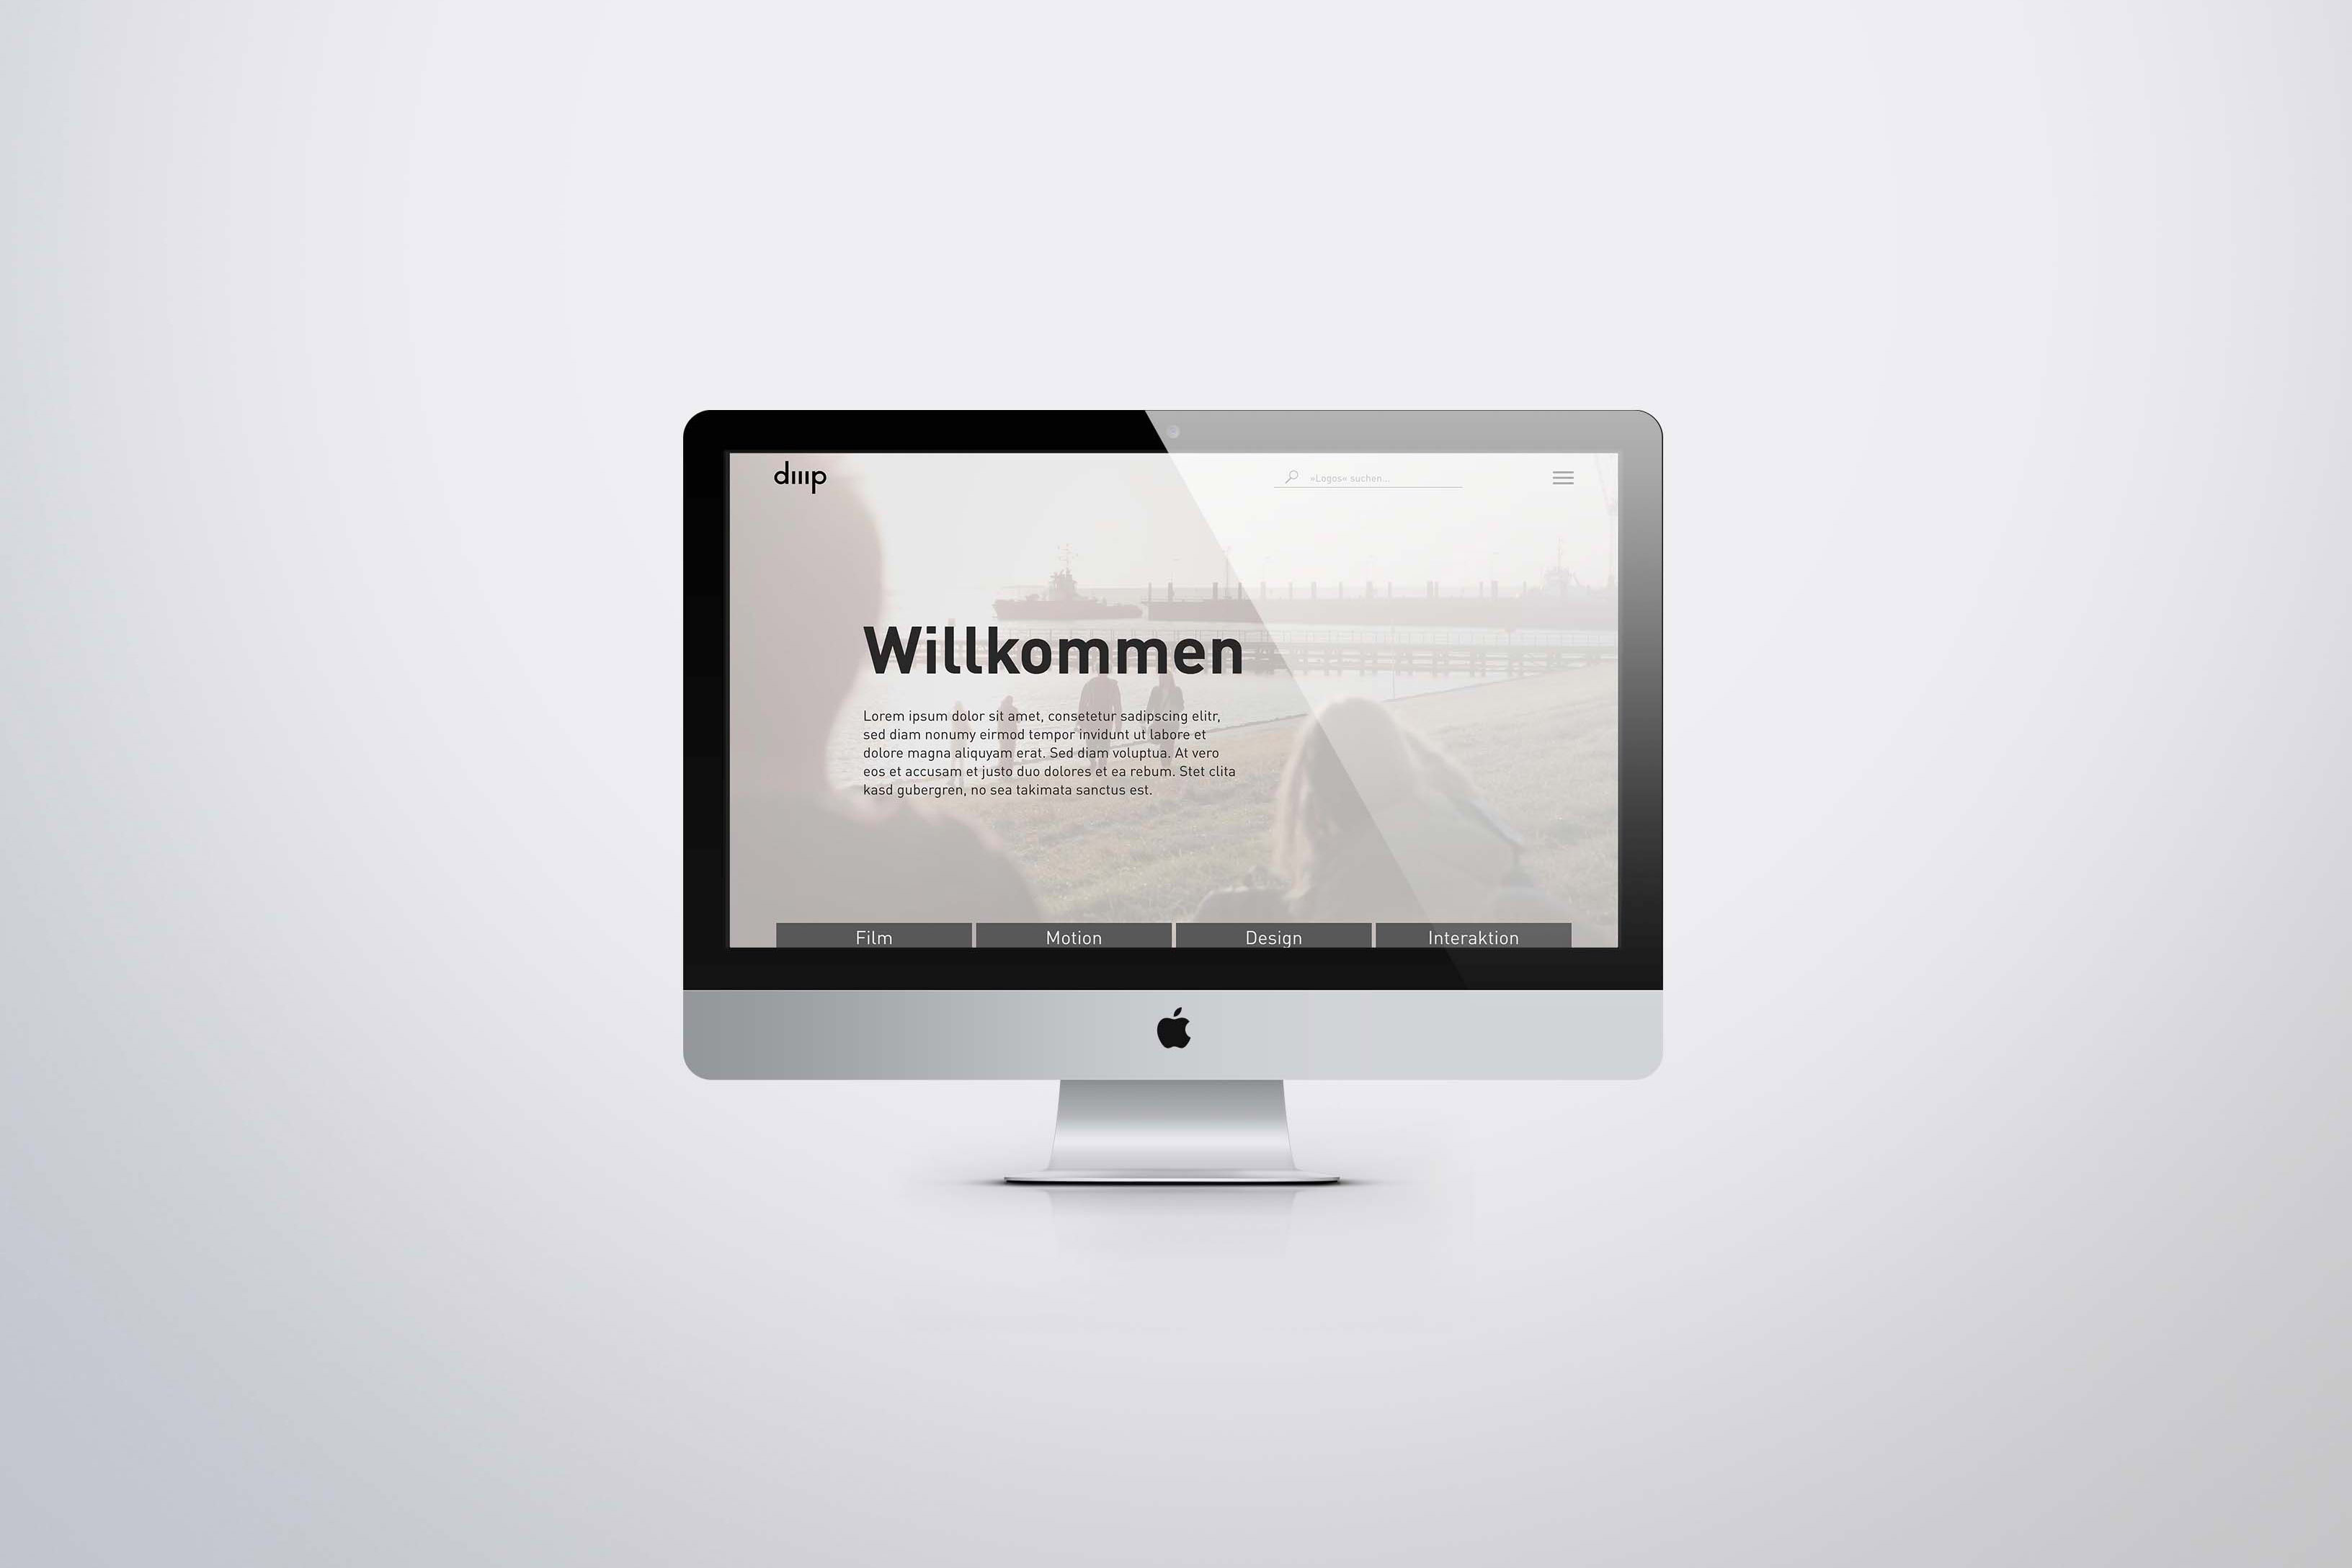 diiip
»Logos« suchen...
Willkommen
Lorem ipsum dolor sit amet, consetetur sadipscing elitr,
sed diam nonumy eirmod tempor invidunt ut labore et
dolore magna aliquyam erat. Sed diam voluptua. At vero
eos et accusam et justo duo dolores et ea rebum. Stet clita
kasd gubergren, no sea takimata sanctus est.
Film Motion Design Interaktion